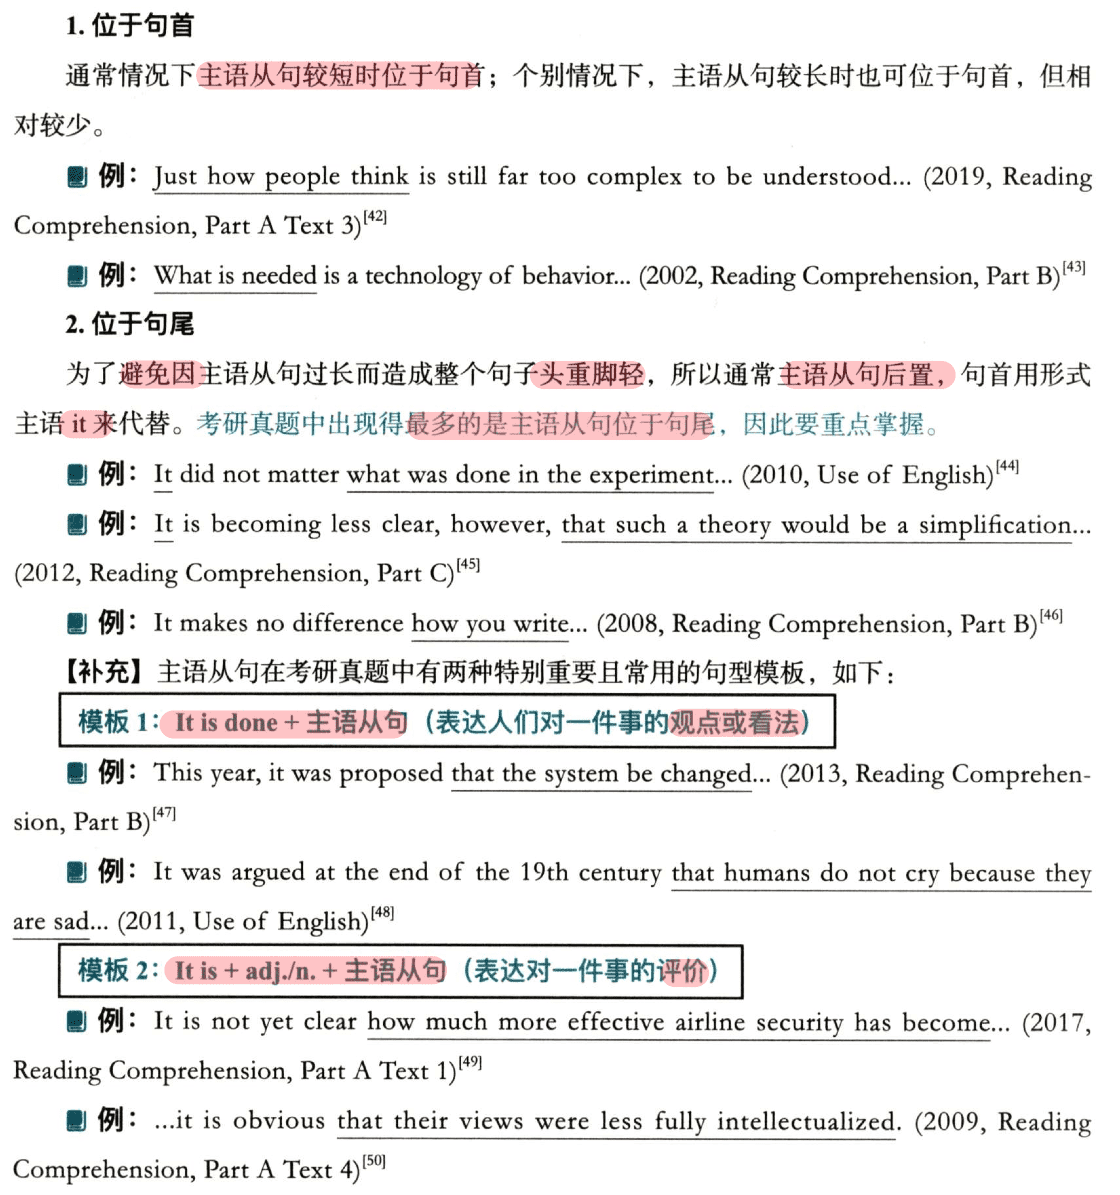 1. 位于句首
通常情况下主语从句较短时位于句首；个别情况下，主语从句较长时也可位于句首，但相
对较少。
例：Just how people think is still far too complex to be understood... (2019, Reading
Comprehension, Part A Text 3)[42]
例：What is needed is a technology of behavior... (2002, Reading Comprehension, Part B)[43]
2. 位于句尾
为了避免因主语从句过长而造成整个句子头重脚轻，所以通常主语从句后置，句首用形式
主语 it 来代替。考研真题中出现得最多的是主语从句位于句尾，因此要重点掌握。
例：It did not matter what was done in the experiment... (2010, Use of English)[44]
例：It is becoming less clear, however, that such a theory would be a simplification...
(2012, Reading Comprehension, Part C)[45]
例：It makes no difference how you write... (2008, Reading Comprehension, Part B)[46]
【补充】主语从句在考研真题中有两种特别重要且常用的句型模板，如下：
模板 1：It is done + 主语从句（表达人们对一件事的观点或看法）
例：This year, it was proposed that the system be changed... (2013, Reading Comprehen-
sion, Part B)[47]
例：It was argued at the end of the 19th century that humans do not cry because they
are sad... (2011, Use of English)[48]
模板 2：It is + adj./n. + 主语从句（表达对一件事的评价）
例：It is not yet clear how much more effective airline security has become... (2017,
Reading Comprehension, Part A Text 1)[49]
例：...it is obvious that their views were less fully intellectualized. (2009, Reading
Comprehension, Part A Text 4)[50]